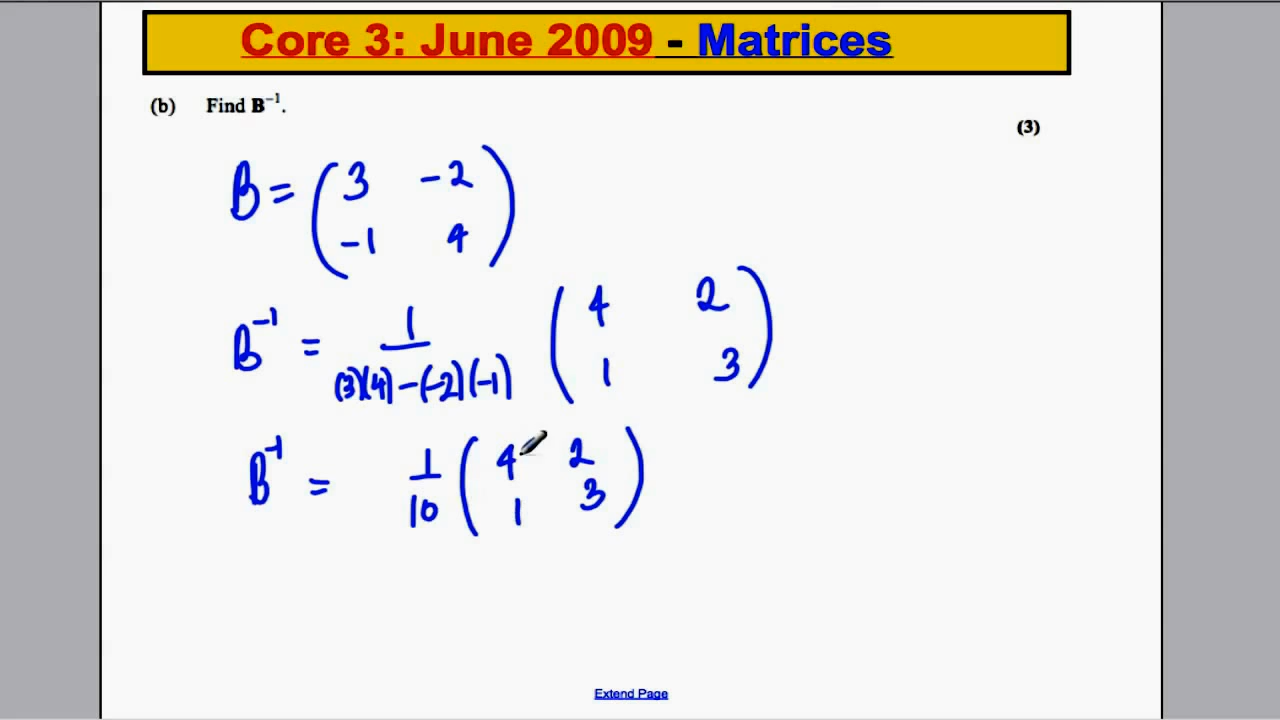 Core 3: June 2009 - Matrices
(b) Find B⁻¹.
(3)
B = ( 3 -2
-1 4 )
B⁻¹ = 1 ( 4 2
(3)(4) - (-2)(-1) 1 3 )
B⁻¹ = 1 ( 4 2
10 1 3 )
Extend Page